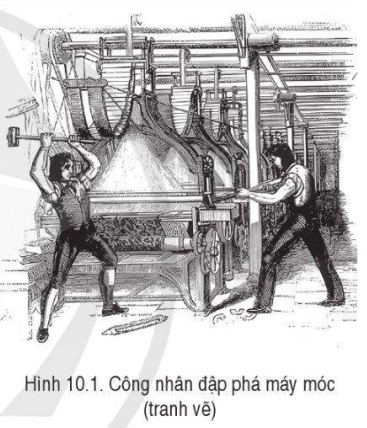 Hình 10.1. Công nhân đập phá máy móc
(tranh vẽ)